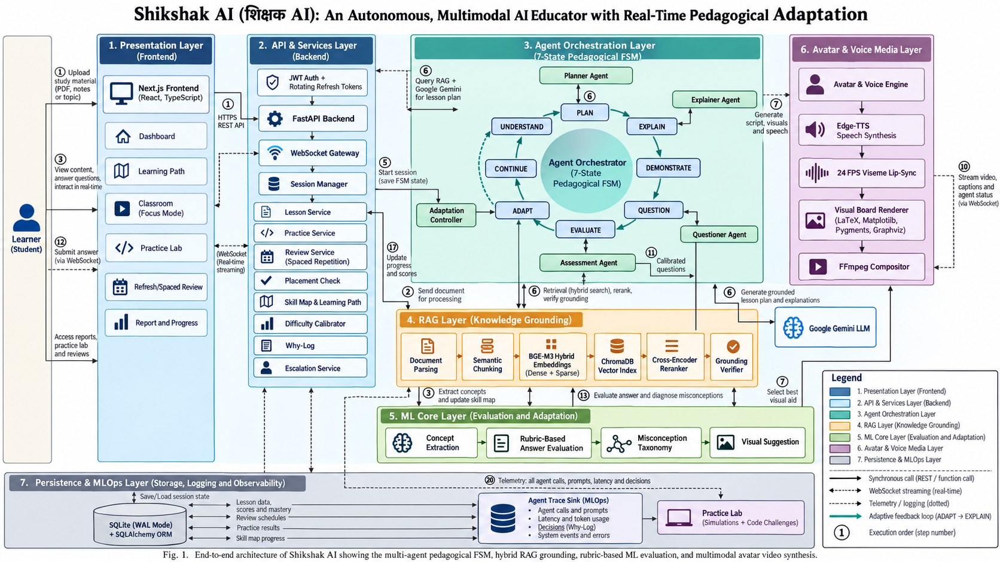 Shikshak AI (शिक्षक AI): An Autonomous, Multimodal AI Educator with Real-Time Pedagogical Adaptation
Learner
(Student)
① Upload
study material
(PDF, notes
or topic)
③
View content,
answer questions,
interact in real-time
⑫
Submit answer
(via WebSocket)
Access reports,
practice lab
and reviews
1. Presentation Layer
(Frontend)
Next.js Frontend
(React, TypeScript)
Dashboard
Learning Path
Classroom
(Focus Mode)
Practice Lab
Refresh/Spaced Review
Report and Progress
①
HTTPS
REST API
(WebSocket
(Real-time
streaming)
2. API & Services Layer
(Backend)
JWT Auth +
Rotating Refresh Tokens
FastAPI Backend
WebSocket Gateway
Session Manager
Lesson Service
Practice Service
Review Service
(Spaced Repetition)
Placement Check
Skill Map & Learning Path
Difficulty Calibrator
Why-Log
Escalation Service
⑤
Start session
(save FSM state)
⑰
Update
progress
and scores
② Send document
for processing
3. Agent Orchestration Layer
(7-State Pedagogical FSM)
⑥
Query RAG +
Google Gemini
for lesson plan
Planner Agent
⑥
PLAN
Explainer Agent
UNDERSTAND
EXPLAIN
CONTINUE
Agent Orchestrator
(7-State
Pedagogical FSM)
DEMONSTRATE
Adaptation
Controller
ADAPT
QUESTION
EVALUATE
Questioner Agent
Assessment Agent
⑪ Calibrated
questions
⑥ Retrieval (hybrid search), rerank,
verify grounding
⑥ Generate grounded
lesson plan and explanations
⑦
Generate
script, visuals
and speech
6. Avatar & Voice Media Layer
Avatar & Voice Engine
Edge-TTS
Speech Synthesis
24 FPS Viseme Lip-Sync
Visual Board Renderer
(LaTeX, Matplotlib,
Pygments, Graphviz)
FFmpeg Compositor
⑩
Stream video,
captions and
agent status
(via WebSocket)
4. RAG Layer (Knowledge Grounding)
Document
Parsing
Semantic
Chunking
BGE-M3 Hybrid
Embeddings
(Dense + Sparse)
ChromaDB
Vector Index
Cross-Encoder
Reranker
Grounding
Verifier
Google Gemini LLM
③ Extract concepts
and update skill map
⑬ Evaluate answer and diagnose misconceptions
⑦
Select best
visual aid
5. ML Core Layer (Evaluation and Adaptation)
Concept
Extraction
Rubric-Based
Answer Evaluation
Misconception
Taxonomy
Visual Suggestion
7. Persistence & MLOps Layer (Storage, Logging and Observability)
⑳ Telemetry: all agent calls, prompts, latency and decisions
Save/Load session state
SQLite (WAL Mode)
+ SQLAlchemy ORM
Lesson data,
scores and mastery
Review schedules
Practice results
Skill map progress
Agent Trace Sink (MLOps)
• Agent calls and prompts
• Latency and token usage
• Decisions (Why-Log)
• System events and errors
Practice Lab
(Simulations + Code Challenges)
Legend
1. Presentation Layer (Frontend)
2. API & Services Layer (Backend)
3. Agent Orchestration Layer
4. RAG Layer (Knowledge Grounding)
5. ML Core Layer (Evaluation and Adaptation)
6. Avatar & Voice Media Layer
7. Persistence & MLOps Layer
Synchronous call (REST / function call)
WebSocket streaming (real-time)
Telemetry / logging (dotted)
Adaptive feedback loop (ADAPT → EXPLAIN)
① Execution order (step number)
Fig. 1. End-to-end architecture of Shikshak AI showing the multi-agent pedagogical FSM, hybrid RAG grounding, rubric-based ML evaluation, and multimodal avatar video synthesis.